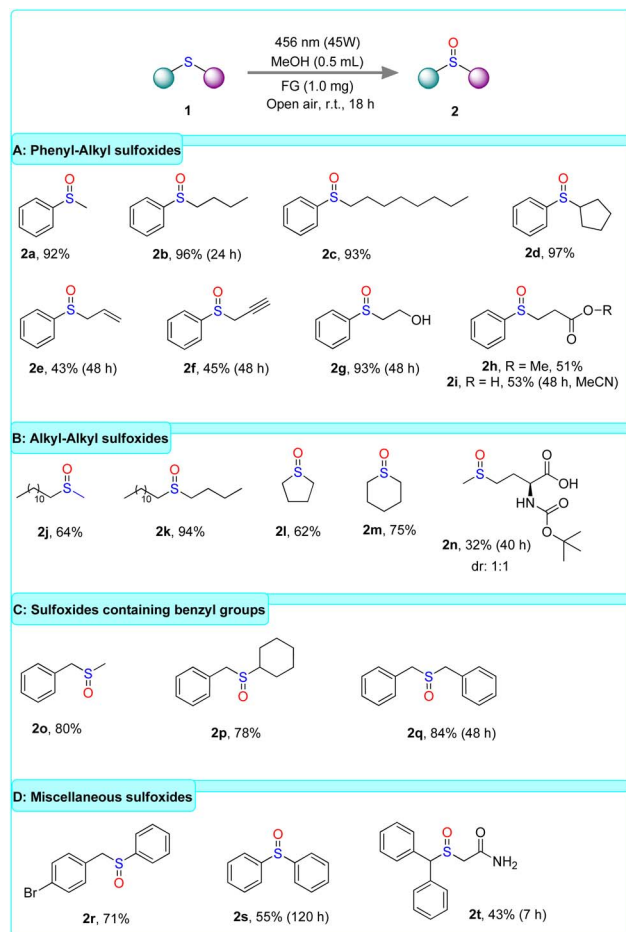 456 nm (45W)
MeOH (0.5 mL)
FG (1.0 mg)
Open air, r.t., 18 h
S
O
S
1
2
A: Phenyl-Alkyl sulfoxides
O
S
O
S
O
S
O
S
2a, 92%
2b, 96% (24 h)
2c, 93%
2d, 97%
O
S
O
S
O
S
OH
O
S
O–R
O
2e, 43% (48 h)
2f, 45% (48 h)
2g, 93% (48 h)
2h, R = Me, 51%
2i, R = H, 53% (48 h, MeCN)
B: Alkyl-Alkyl sulfoxides
O
S
10
O
S
10
O
S
O
S
O
S
O
OH
HN
O
O
2j, 64%
2k, 94%
2l, 62%
2m, 75%
2n, 32% (40 h)
dr: 1:1
C: Sulfoxides containing benzyl groups
S
O
S
O
S
O
2o, 80%
2p, 78%
2q, 84% (48 h)
D: Miscellaneous sulfoxides
Br
S
O
O
S
O
S
O
NH2
2r, 71%
2s, 55% (120 h)
2t, 43% (7 h)